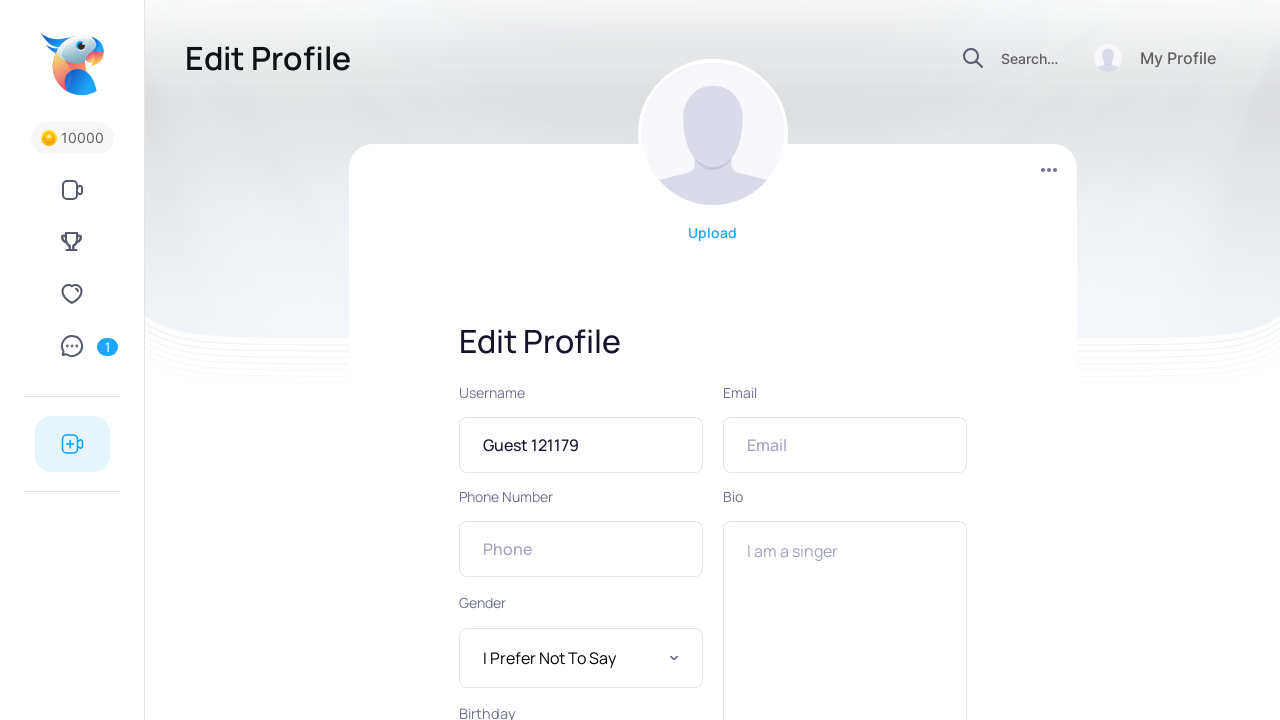 Edit Profile
Search...
My Profile
10000
1
Upload
Edit Profile
Username
Email
Guest 121179
Email
Phone Number
Bio
Phone
I am a singer
Gender
I Prefer Not To Say
Birthday